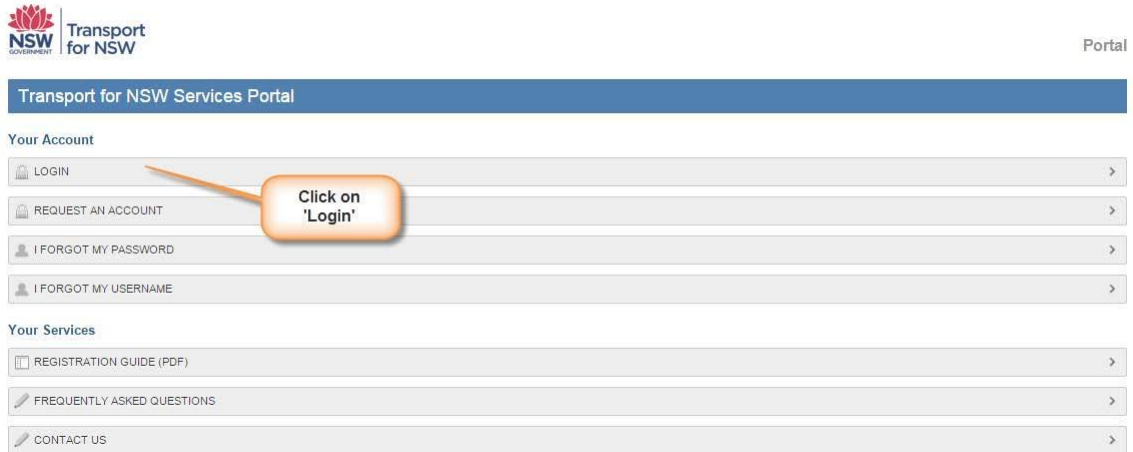 NSW
GOVERNMENT
Transport
for NSW
Portal
Transport for NSW Services Portal
Your Account
LOGIN
Click on
'Login'
REQUEST AN ACCOUNT
I FORGOT MY PASSWORD
I FORGOT MY USERNAME
Your Services
REGISTRATION GUIDE (PDF)
FREQUENTLY ASKED QUESTIONS
CONTACT US